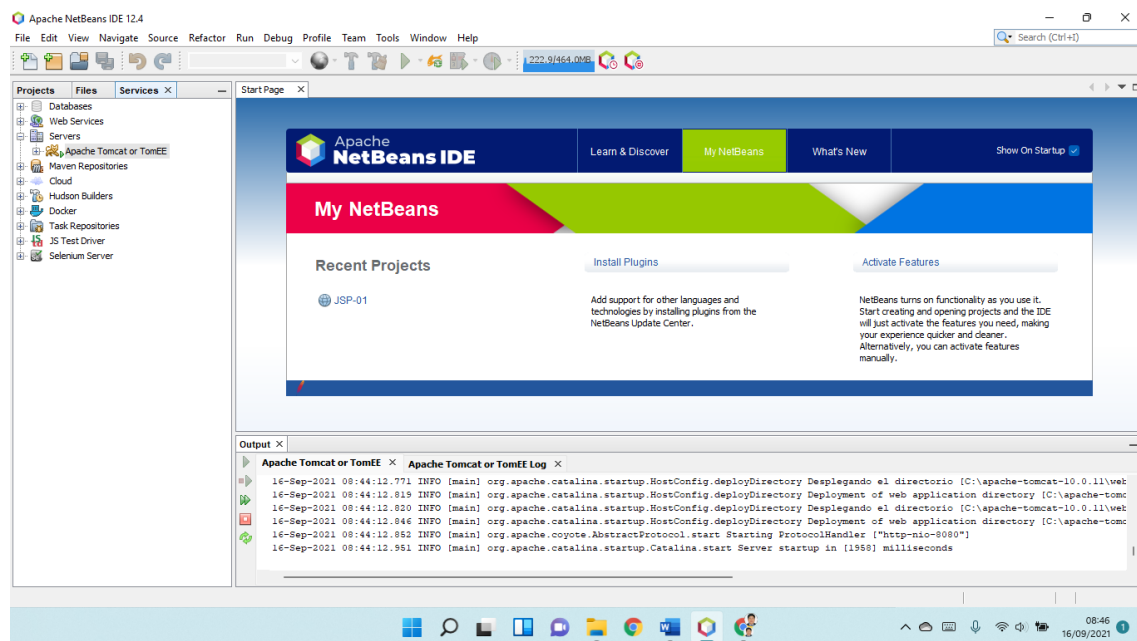 Apache NetBeans IDE 12.4
File Edit View Navigate Source Refactor Run Debug Profile Team Tools Window Help
Search (Ctrl+I)
222.9/464.0MB
Projects Files Services
Start Page
Databases
Web Services
Servers
Apache Tomcat or TomEE
Maven Repositories
Cloud
Hudson Builders
Docker
Task Repositories
JS Test Driver
Selenium Server
Apache
NetBeans IDE
Learn & Discover
My NetBeans
What's New
Show On Startup
My NetBeans
Recent Projects
JSP-01
Install Plugins
Add support for other languages and
technologies by installing plugins from the
NetBeans Update Center.
Activate Features
NetBeans turns on functionality as you use it.
Start creating and opening projects and the IDE
will just activate the features you need, making
your experience quicker and cleaner.
Alternatively, you can activate features
manually.
Output
Apache Tomcat or TomEE Apache Tomcat or TomEE Log
16-Sep-2021 08:44:12.771 INFO [main] org.apache.catalina.startup.HostConfig.deployDirectory Desplegando el directorio [C:\apache-tomcat-10.0.11\web
16-Sep-2021 08:44:12.819 INFO [main] org.apache.catalina.startup.HostConfig.deployDirectory Deployment of web application directory [C:\apache-tomc
16-Sep-2021 08:44:12.820 INFO [main] org.apache.catalina.startup.HostConfig.deployDirectory Desplegando el directorio [C:\apache-tomcat-10.0.11\web
16-Sep-2021 08:44:12.846 INFO [main] org.apache.catalina.startup.HostConfig.deployDirectory Deployment of web application directory [C:\apache-tomc
16-Sep-2021 08:44:12.852 INFO [main] org.apache.coyote.AbstractProtocol.start Starting ProtocolHandler ["http-nio-8080"]
16-Sep-2021 08:44:12.951 INFO [main] org.apache.catalina.startup.Catalina.start Server startup in [1958] milliseconds
08:46
16/09/2021
1